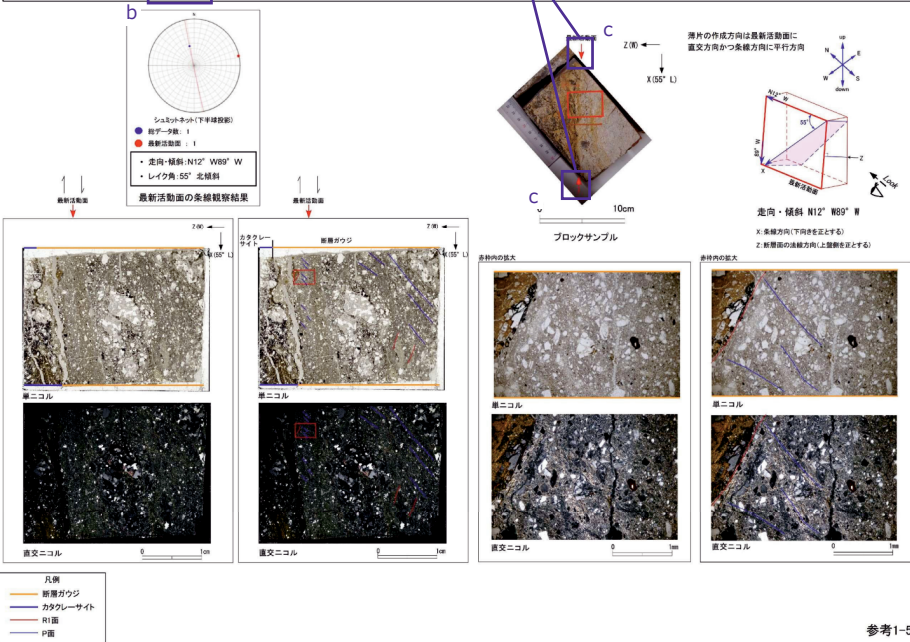 b
N
シュミットネット(下半球投影)
総データ数: 1
最新活動面 : 1
・ 走向・傾斜:N12° W89° W
・ レイク角:55° 北傾斜
最新活動面の条線観察結果
最新活動面
C
Z(W)
X(55° L)
C
10cm
ブロックサンプル
薄片の作成方向は最新活動面に
直交方向かつ条線方向に平行方向
up
N
E
W
S
down
N12° W
55°
89° W
X
Z
最新活動面
Look
走向・傾斜 N12° W89° W
X:条線方向(下向きを正とする)
Z:断層面の法線方向(上盤側を正とする)
最新活動面
Z(W)
X(55° L)
単ニコル
直交ニコル
0 1cm
最新活動面
Z(W)
X(55° L)
カタクレー
サイト
断層ガウジ
単ニコル
直交ニコル
0 1cm
赤枠内の拡大
単ニコル
直交ニコル
0 1mm
赤枠内の拡大
単ニコル
直交ニコル
0 1mm
凡例
断層ガウジ
カタクレーサイト
R1面
P面
参考1-5